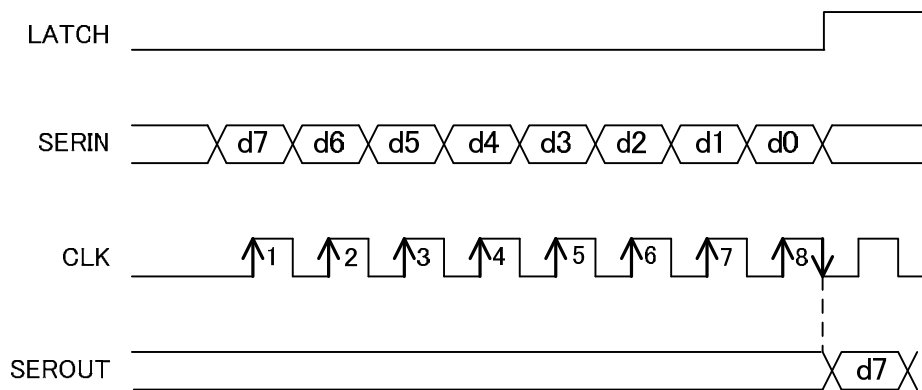 LATCH
SERIN d7 d6 d5 d4 d3 d2 d1 d0
CLK 1 2 3 4 5 6 7 8
SEROUT d7